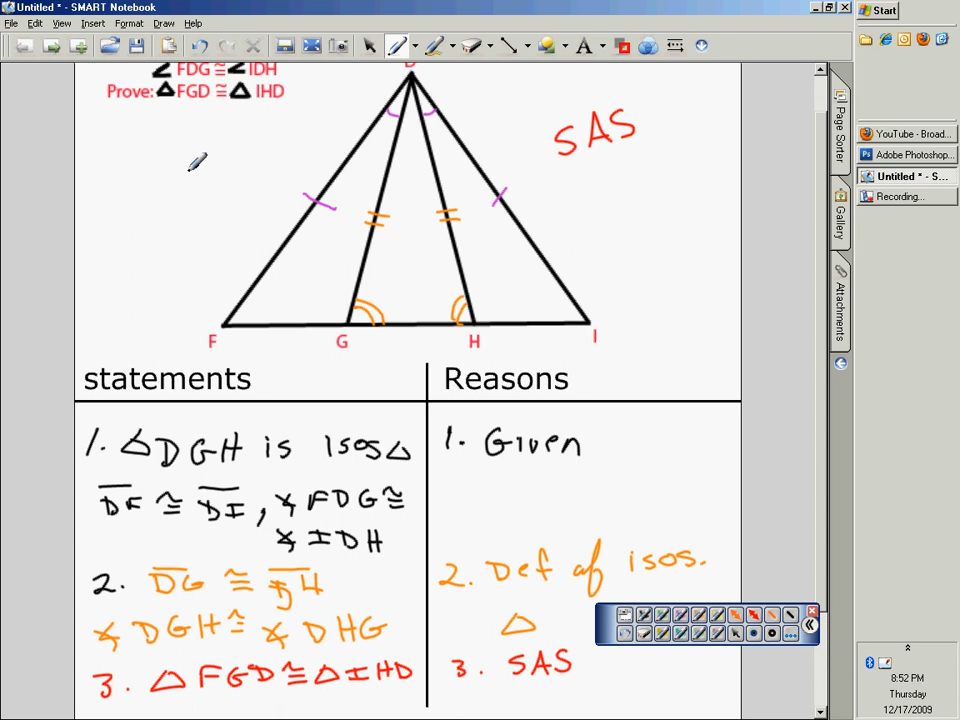 Untitled * - SMART Notebook
File Edit View Insert Format Draw Help
∠ FDG ≅ ∠ IDH
Prove: △ FGD ≅ △ IHD
SAS
F G H I
statements Reasons
1. △DGH is isos△
1. Given
DF ≅ DI, ∡FDG≅
∡IDH
2. DG ≅ DH
2. Def of isos.
∡DGH≅ ∡DHG
△
3. △FGD≅△IHD
3. SAS
Start
YouTube - Broad...
Adobe Photoshop...
Untitled * - S...
Recording...
Page Sorter
Gallery
Attachments
8:52 PM
Thursday
12/17/2009